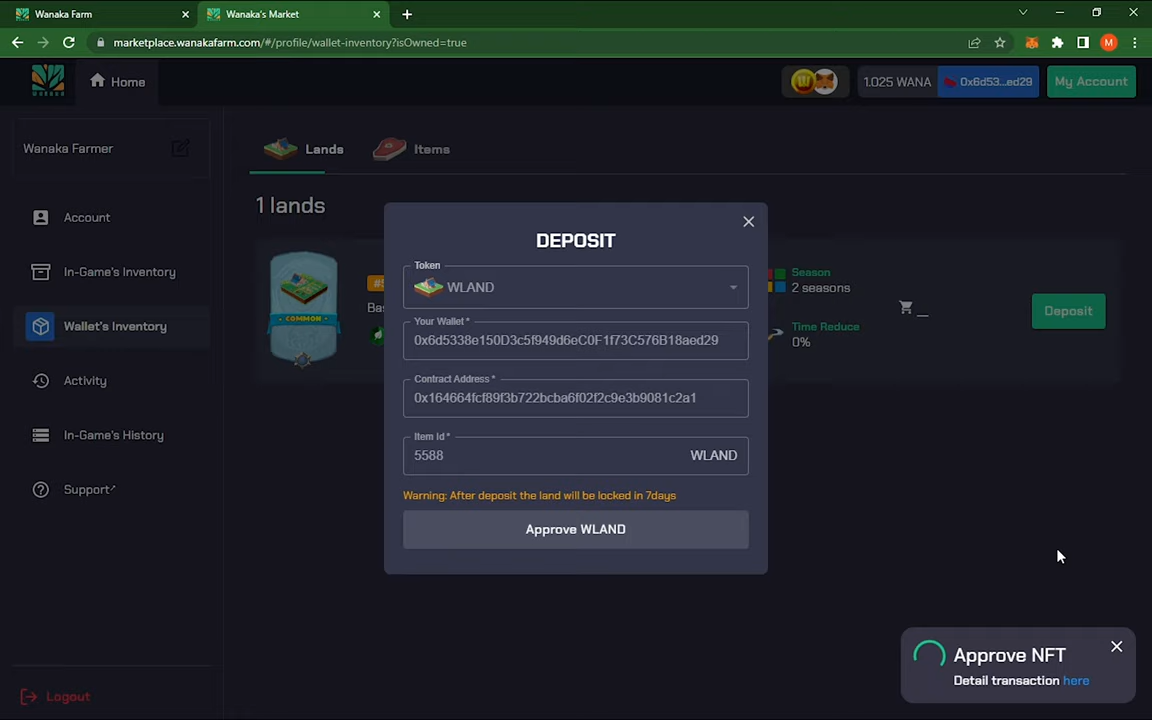 Wanaka Farm
Wanaka's Market
marketplace.wanakafarm.com/#/profile/wallet-inventory?isOwned=true
M
Home
1.025 WANA
0x6d53...ed29
My Account
Wanaka Farmer
Account
In-Game's Inventory
Wallet's Inventory
Activity
In-Game's History
Support
Logout
Lands
Items
1 lands
COMMON
Season
2 seasons
Time Reduce
0%
Deposit
DEPOSIT
Token
WLAND
Your Wallet *
0x6d5338e150D3c5f949d6eC0F1f73C576B18aed29
Contract Address *
0x164664fcf89f3b722bcba6f02f2c9e3b9081c2a1
Item Id *
5588 WLAND
Warning: After deposit the land will be locked in 7days
Approve WLAND
Approve NFT
Detail transaction here